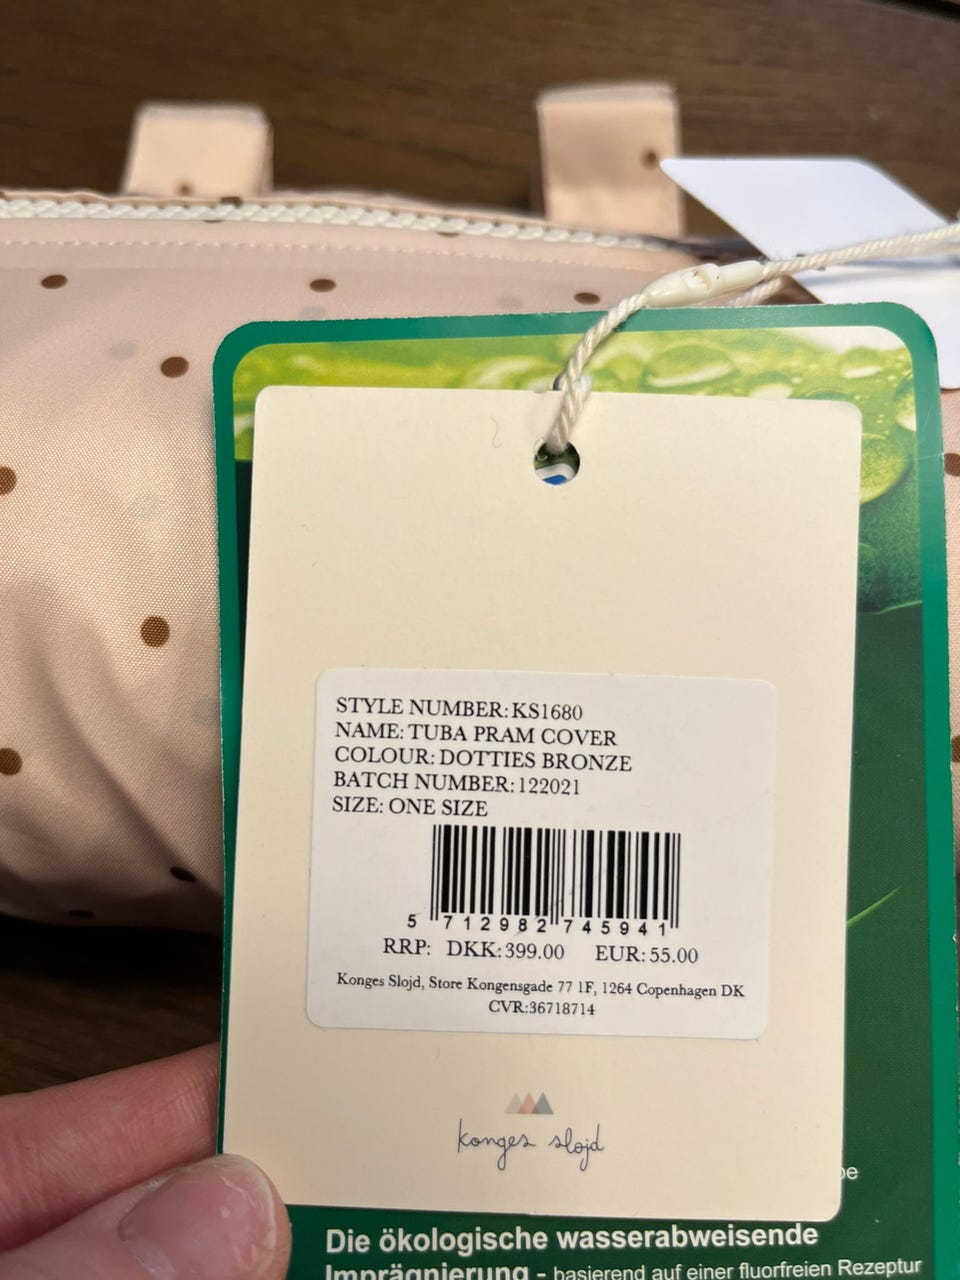 STYLE NUMBER: KS1680
NAME: TUBA PRAM COVER
COLOUR: DOTTIES BRONZE
BATCH NUMBER: 122021
SIZE: ONE SIZE
5 712982 745941
RRP: DKK: 399.00 EUR: 55.00
Konges Slojd, Store Kongensgade 77 1F, 1264 Copenhagen DK
CVR:36718714
konges sløjd
Die ökologische wasserabweisende
Imprägnierung - basierend auf einer fluorfreien Rezeptur